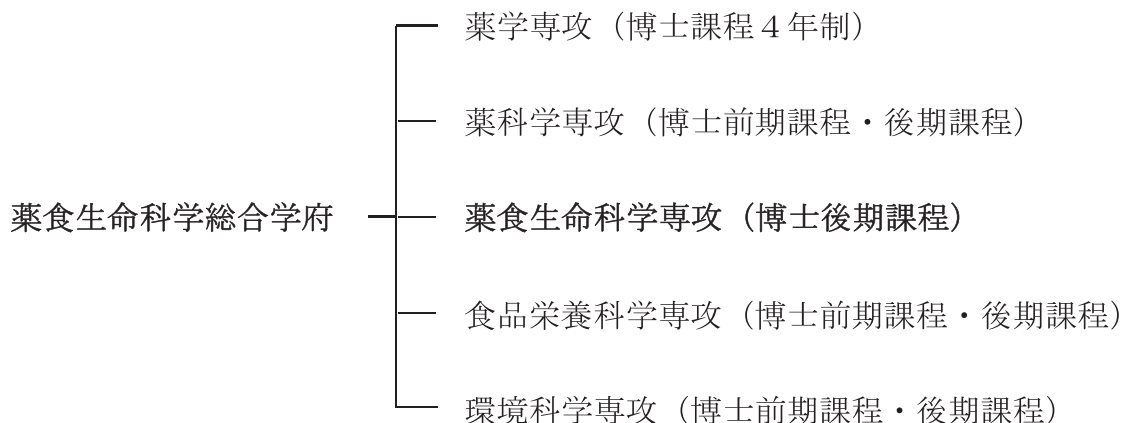 薬学専攻（博士課程４年制）
薬科学専攻（博士前期課程・後期課程）
薬食生命科学総合学府
薬食生命科学専攻（博士後期課程）
食品栄養科学専攻（博士前期課程・後期課程）
環境科学専攻（博士前期課程・後期課程）